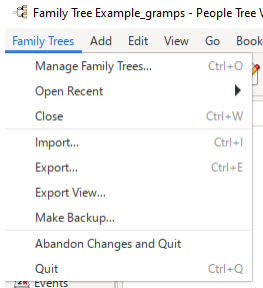 Family Tree Example_gramps - People Tree V
Family Trees Add Edit View Go Book
Manage Family Trees... Ctrl+O
Open Recent
Close Ctrl+W
Import... Ctrl+I
Export... Ctrl+E
Export View...
Make Backup...
Abandon Changes and Quit
Quit Ctrl+Q
Events